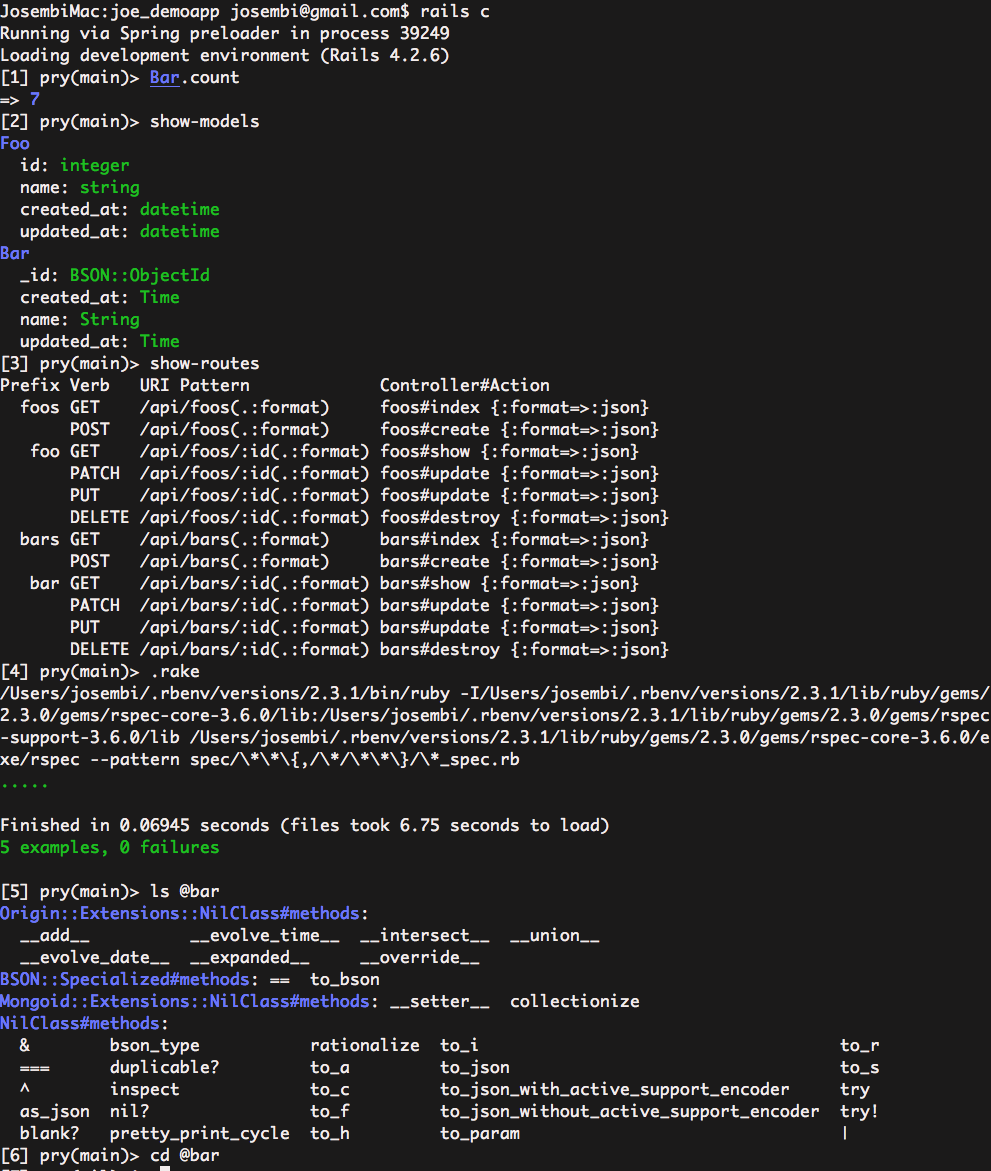 JosembiMac:joe_demoapp josembi@gmail.com$ rails c
Running via Spring preloader in process 39249
Loading development environment (Rails 4.2.6)
[1] pry(main)> Bar.count
=> 7
[2] pry(main)> show-models
Foo
  id: integer
  name: string
  created_at: datetime
  updated_at: datetime
Bar
  _id: BSON::ObjectId
  created_at: Time
  name: String
  updated_at: Time
[3] pry(main)> show-routes
Prefix Verb   URI Pattern             Controller#Action
  foos GET    /api/foos(.:format)     foos#index {:format=>:json}
       POST   /api/foos(.:format)     foos#create {:format=>:json}
   foo GET    /api/foos/:id(.:format) foos#show {:format=>:json}
       PATCH  /api/foos/:id(.:format) foos#update {:format=>:json}
       PUT    /api/foos/:id(.:format) foos#update {:format=>:json}
       DELETE /api/foos/:id(.:format) foos#destroy {:format=>:json}
  bars GET    /api/bars(.:format)     bars#index {:format=>:json}
       POST   /api/bars(.:format)     bars#create {:format=>:json}
   bar GET    /api/bars/:id(.:format) bars#show {:format=>:json}
       PATCH  /api/bars/:id(.:format) bars#update {:format=>:json}
       PUT    /api/bars/:id(.:format) bars#update {:format=>:json}
       DELETE /api/bars/:id(.:format) bars#destroy {:format=>:json}
[4] pry(main)> .rake
/Users/josembi/.rbenv/versions/2.3.1/bin/ruby -I/Users/josembi/.rbenv/versions/2.3.1/lib/ruby/gems/
2.3.0/gems/rspec-core-3.6.0/lib:/Users/josembi/.rbenv/versions/2.3.1/lib/ruby/gems/2.3.0/gems/rspec
-support-3.6.0/lib /Users/josembi/.rbenv/versions/2.3.1/lib/ruby/gems/2.3.0/gems/rspec-core-3.6.0/e
xe/rspec --pattern spec/\*\*\{,/\*/\*\*\}/\*_spec.rb
.....
Finished in 0.06945 seconds (files took 6.75 seconds to load)
5 examples, 0 failures
[5] pry(main)> ls @bar
Origin::Extensions::NilClass#methods:
  __add__          __evolve_time__  __intersect__  __union__
  __evolve_date__  __expanded__     __override__
BSON::Specialized#methods: ==  to_bson
Mongoid::Extensions::NilClass#methods: __setter__  collectionize
NilClass#methods:
  &        bson_type           rationalize  to_i                                    to_r
  ===      duplicable?         to_a         to_json                                 to_s
  ^        inspect             to_c         to_json_with_active_support_encoder     try
  as_json  nil?                to_f         to_json_without_active_support_encoder  try!
  blank?   pretty_print_cycle  to_h         to_param                                |
[6] pry(main)> cd @bar